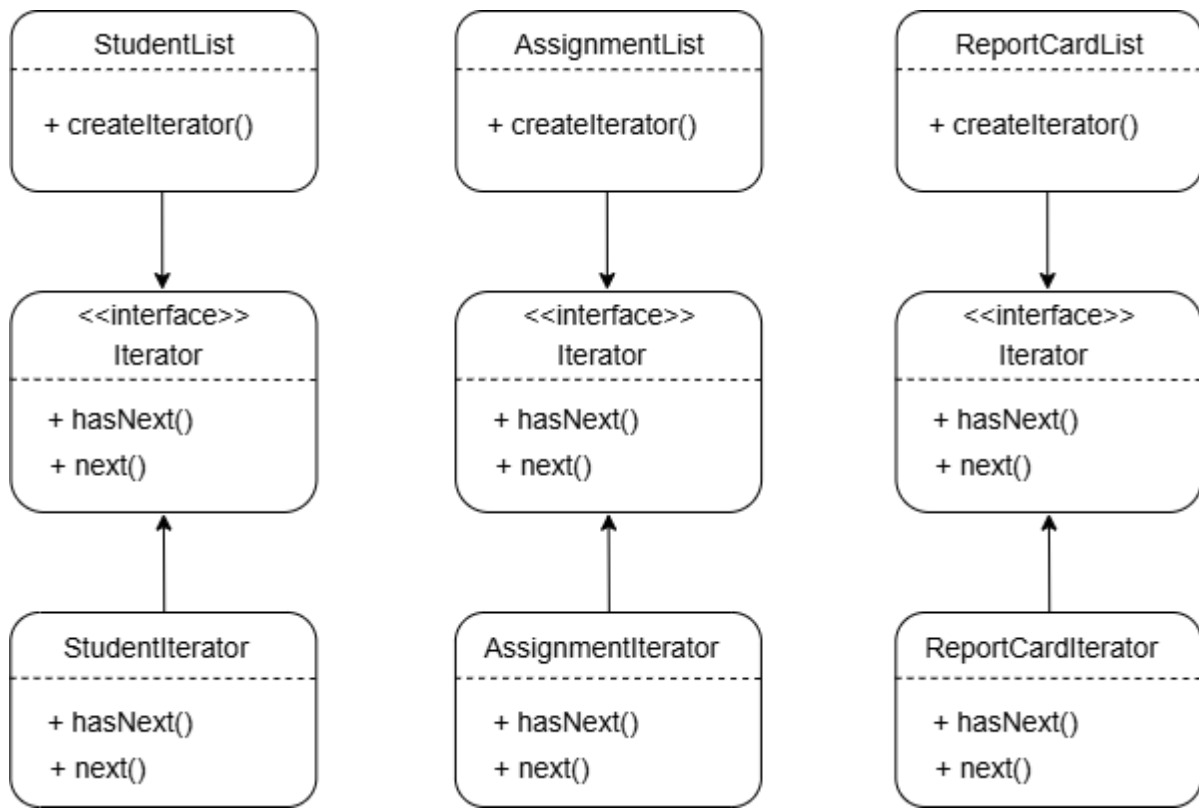 StudentList
+ createIterator()
AssignmentList
+ createIterator()
ReportCardList
+ createIterator()
<<interface>>
Iterator
+ hasNext()
+ next()
<<interface>>
Iterator
+ hasNext()
+ next()
<<interface>>
Iterator
+ hasNext()
+ next()
StudentIterator
+ hasNext()
+ next()
AssignmentIterator
+ hasNext()
+ next()
ReportCardIterator
+ hasNext()
+ next()